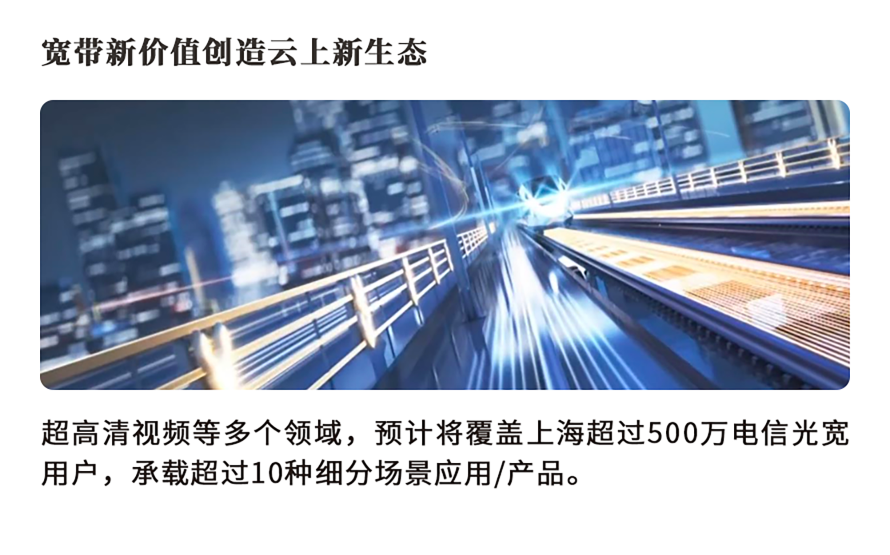 宽带新价值创造云上新生态
超高清视频等多个领域，预计将覆盖上海超过500万电信光宽
用户，承载超过10种细分场景应用/产品。